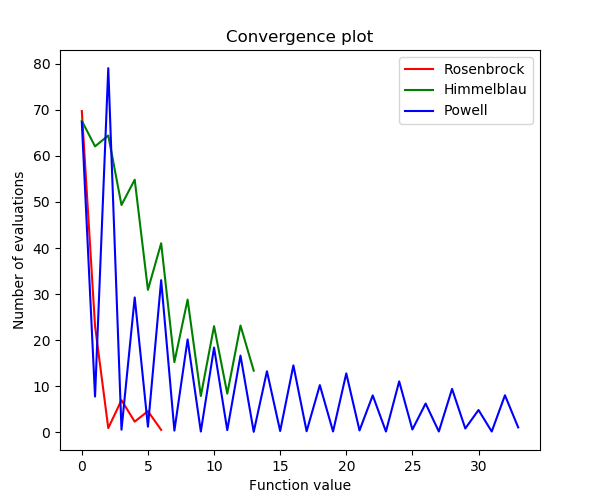 Convergence plot
Rosenbrock
Himmelblau
Powell
Number of evaluations
80
70
60
50
40
30
20
10
0
0 5 10 15 20 25 30
Function value